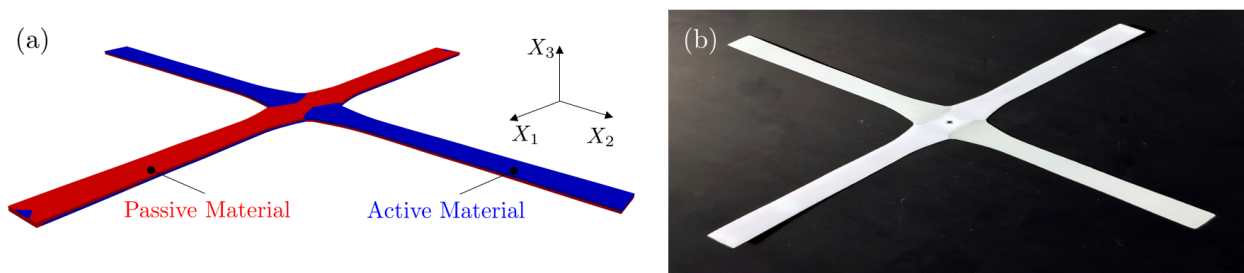 (a)
X₃
X₁
X₂
Passive Material
Active Material
(b)